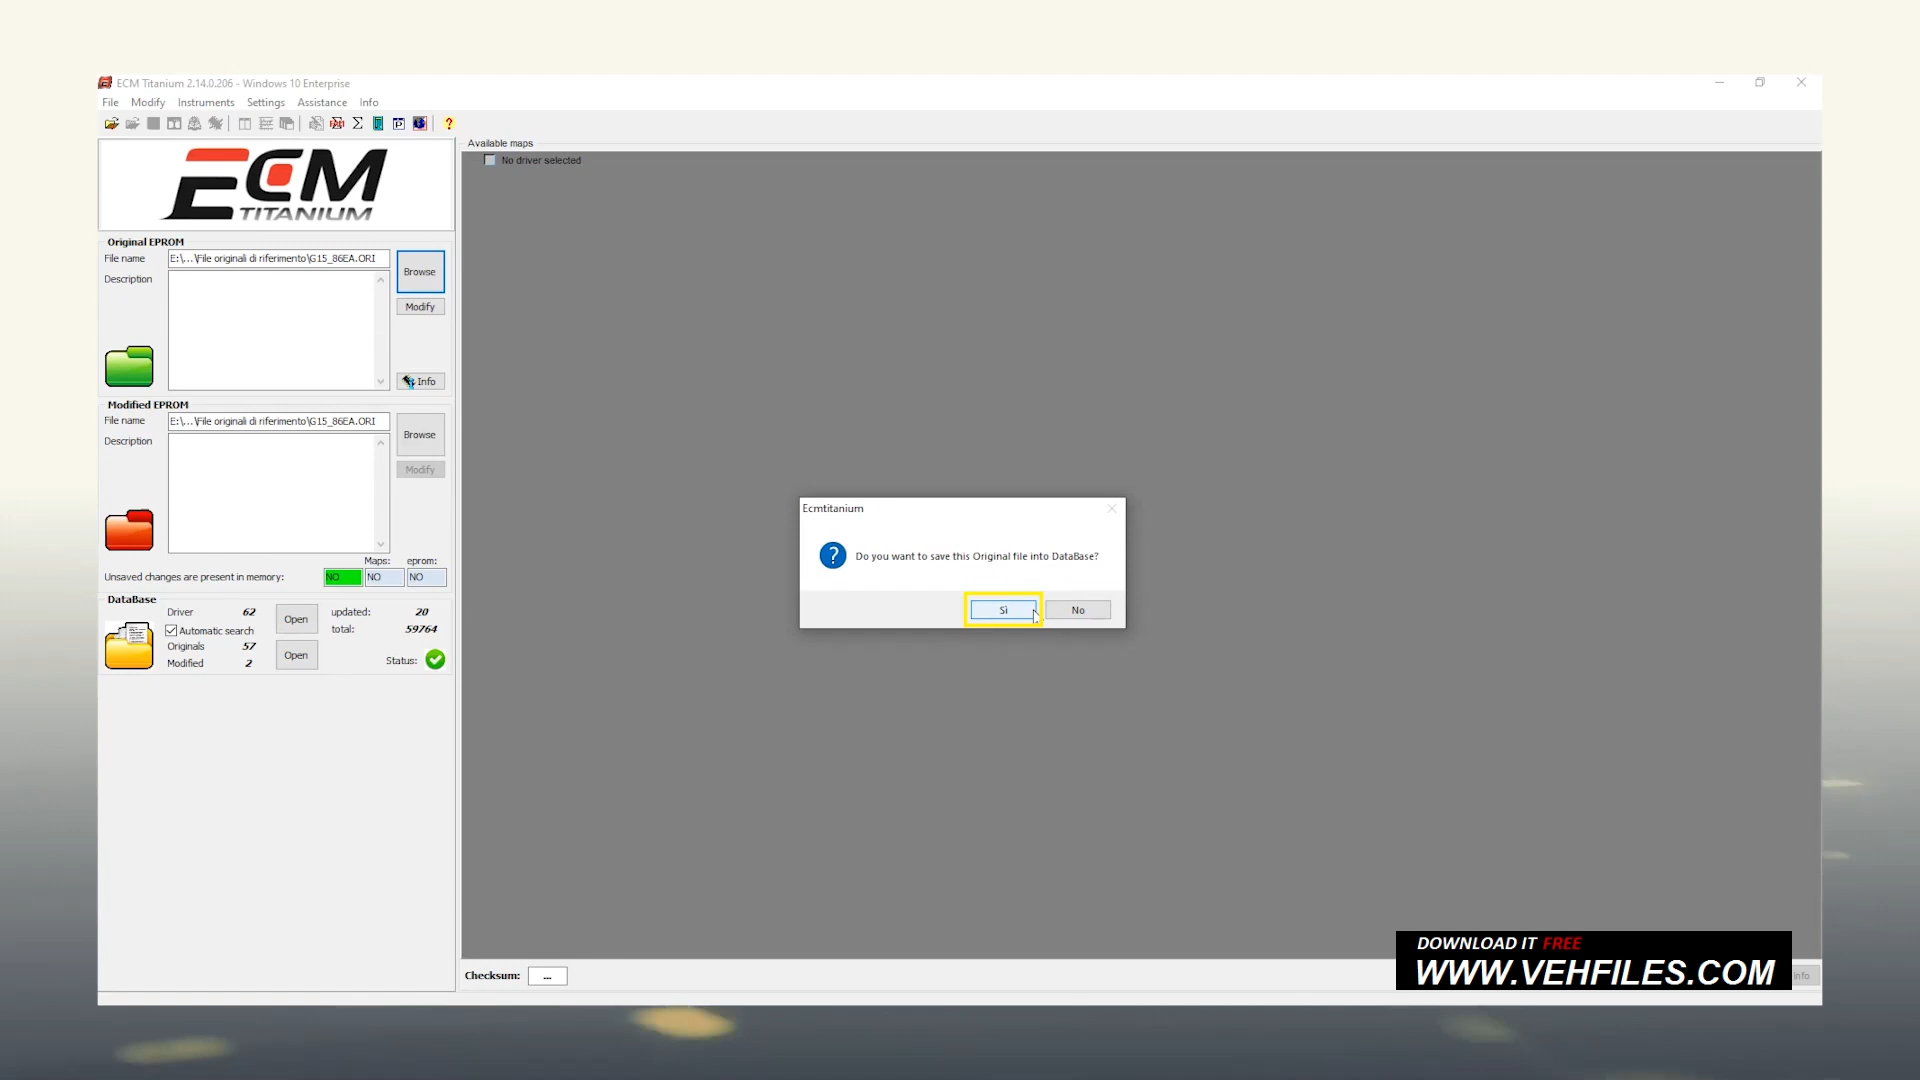 ECM Titanium 2.14.0.206 - Windows 10 Enterprise
File Modify Instruments Settings Assistance Info
ECM
TITANIUM
Original EPROM
File name E:\...\File originali di riferimento\G15_86EA.ORI
Browse
Description
Modify
Info
Modified EPROM
File name E:\...\File originali di riferimento\G15_86EA.ORI
Browse
Description
Modify
Maps: eprom:
Unsaved changes are present in memory: NO NO NO
DataBase
Driver 62 Open updated: 20
Automatic search total: 59764
Originals 57 Open
Modified 2 Status:
Available maps
No driver selected
Ecmtitanium
Do you want to save this Original file into DataBase?
Sì No
Checksum: ...
Info
DOWNLOAD IT FREE
WWW.VEHFILES.COM